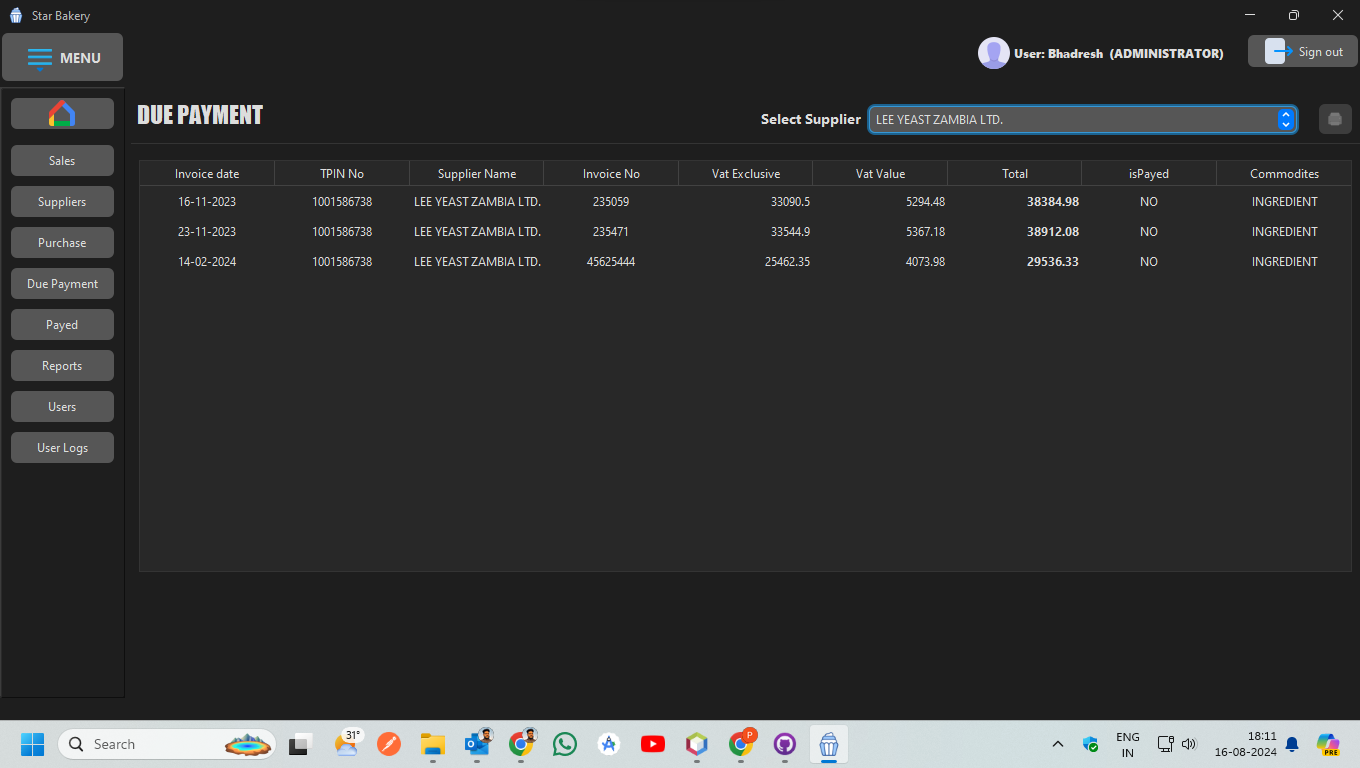 Star Bakery
MENU
User: Bhadresh (ADMINISTRATOR)
Sign out
Sales
Suppliers
Purchase
Due Payment
Payed
Reports
Users
User Logs
DUE PAYMENT
Select Supplier
LEE YEAST ZAMBIA LTD.
Invoice date TPIN No Supplier Name Invoice No Vat Exclusive Vat Value Total isPayed Commodites
16-11-2023 1001586738 LEE YEAST ZAMBIA LTD. 235059 33090.5 5294.48 38384.98 NO INGREDIENT
23-11-2023 1001586738 LEE YEAST ZAMBIA LTD. 235471 33544.9 5367.18 38912.08 NO INGREDIENT
14-02-2024 1001586738 LEE YEAST ZAMBIA LTD. 45625444 25462.35 4073.98 29536.33 NO INGREDIENT
Search
31°
P
ENG
IN
18:11
16-08-2024
PRE